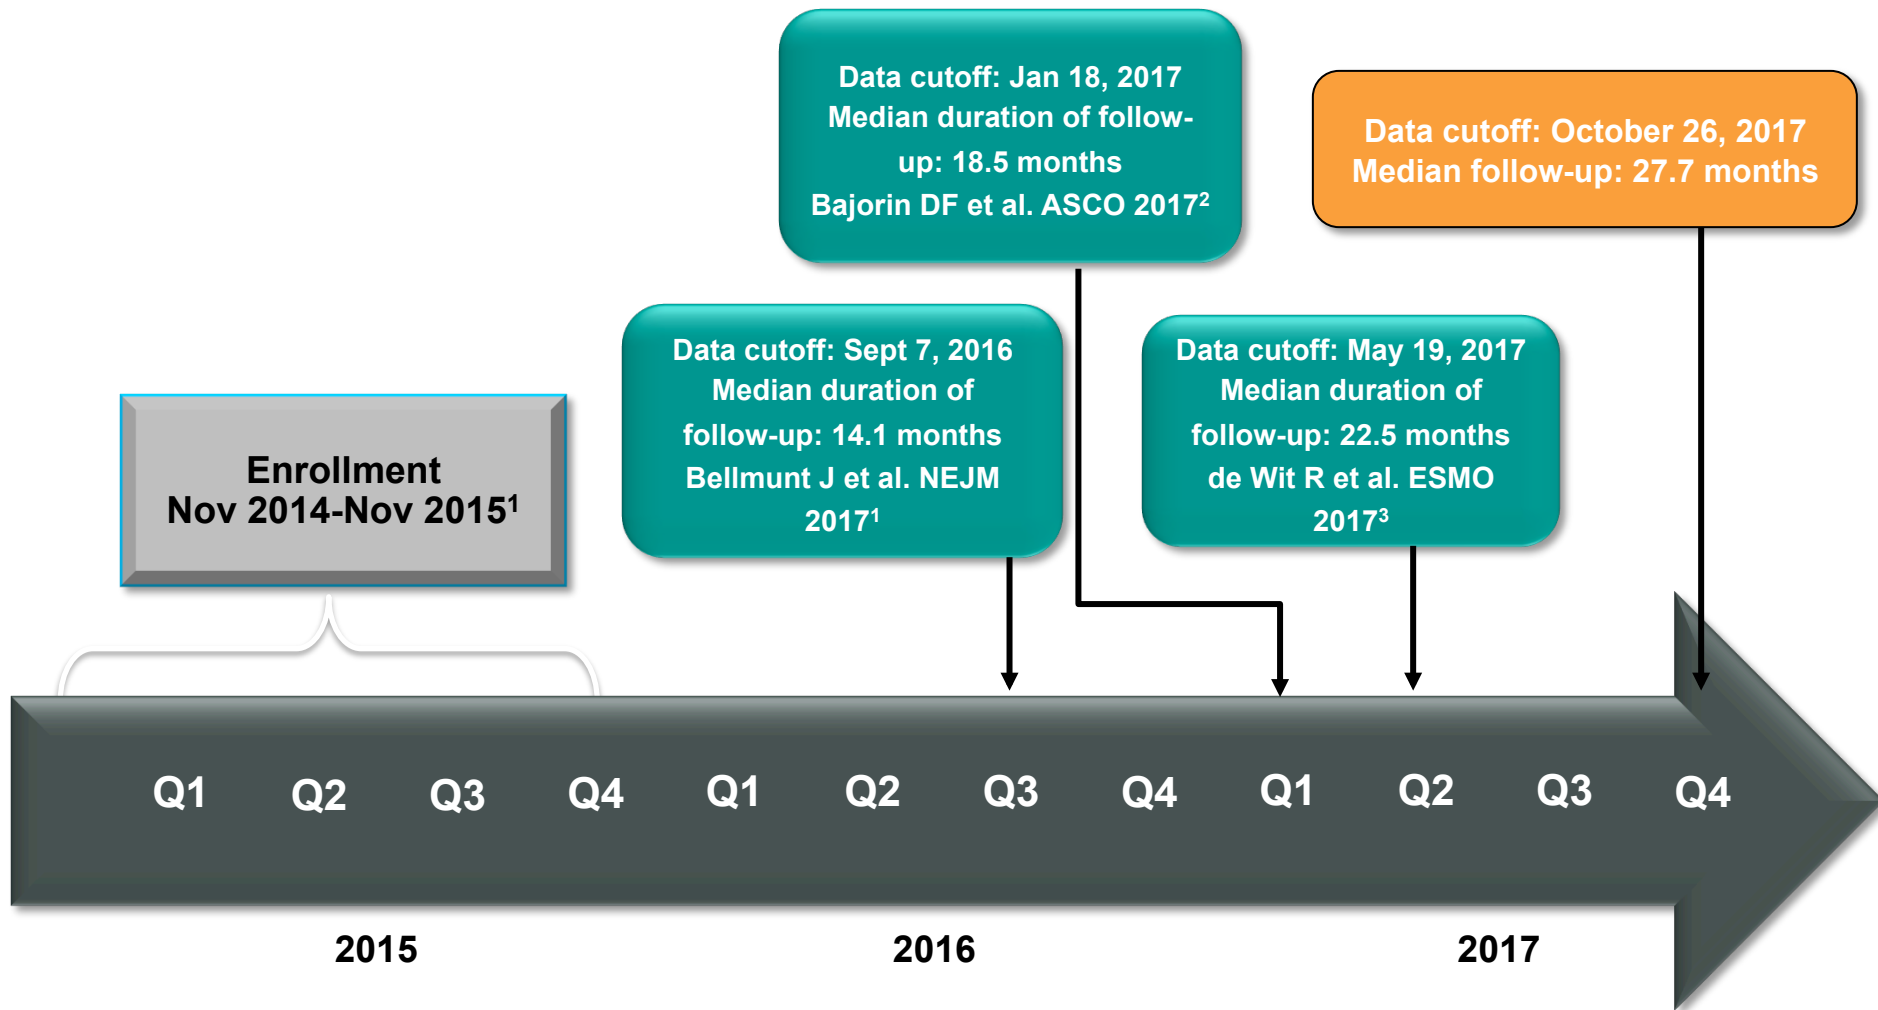 Data cutoff: Jan 18, 2017
Median duration of follow-
up: 18.5 months
Bajorin DF et al. ASCO 2017²
Data cutoff: October 26, 2017
Median follow-up: 27.7 months
Data cutoff: Sept 7, 2016
Median duration of
follow-up: 14.1 months
Bellmunt J et al. NEJM
2017¹
Data cutoff: May 19, 2017
Median duration of
follow-up: 22.5 months
de Wit R et al. ESMO
2017³
Enrollment
Nov 2014-Nov 2015¹
Q1 Q2 Q3 Q4 Q1 Q2 Q3 Q4 Q1 Q2 Q3 Q4
2015 2016 2017